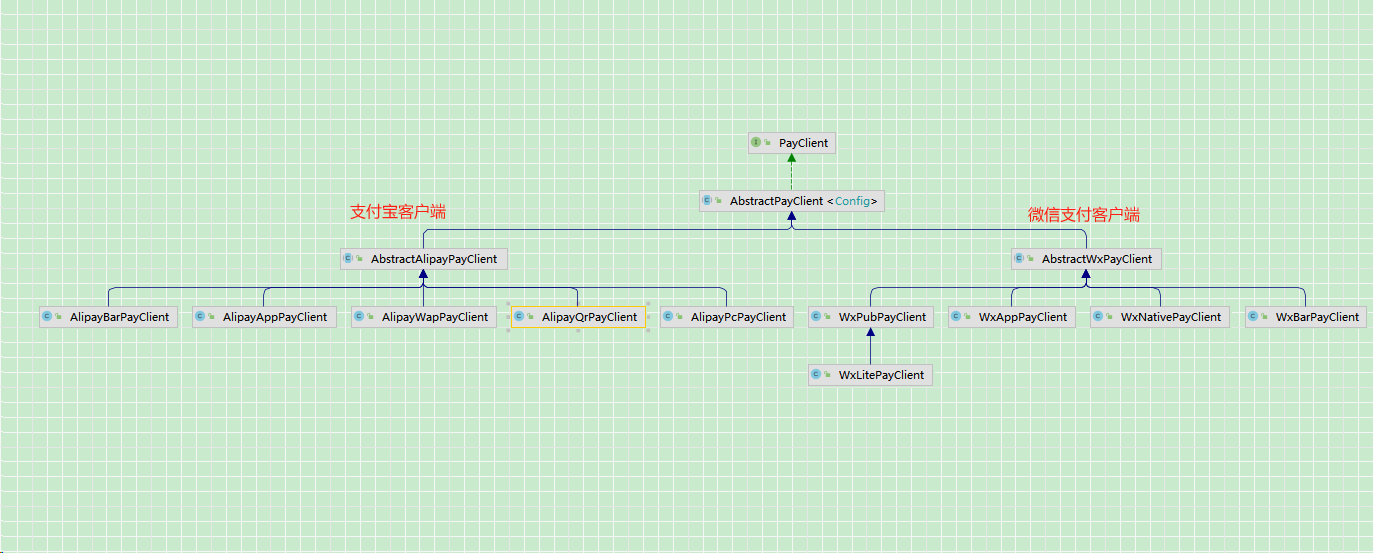 PayClient
AbstractPayClient <Config>
支付宝客户端
微信支付客户端
AbstractAlipayPayClient
AbstractWxPayClient
AlipayBarPayClient
AlipayAppPayClient
AlipayWapPayClient
AlipayQrPayClient
AlipayPcPayClient
WxPubPayClient
WxAppPayClient
WxNativePayClient
WxBarPayClient
WxLitePayClient